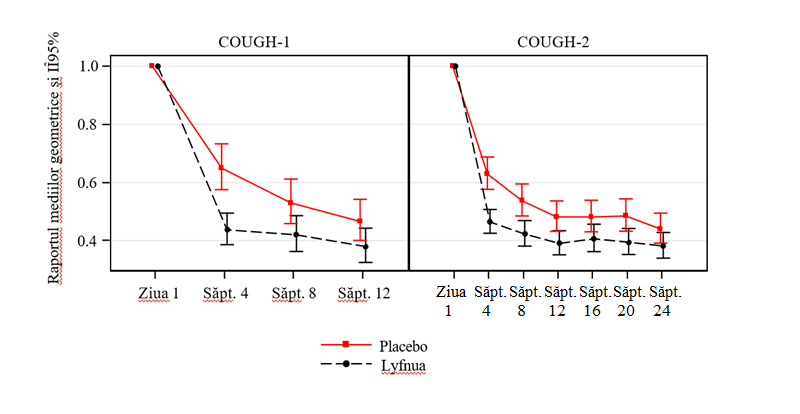 COUGH-1
COUGH-2
Raportul mediilor geometrice și IÎ95%
1.0
0.8
0.6
0.4
Ziua 1
Săpt. 4
Săpt. 8
Săpt. 12
Ziua 1
Săpt. 4
Săpt. 8
Săpt. 12
Săpt. 16
Săpt. 20
Săpt. 24
Placebo
Lyfnua